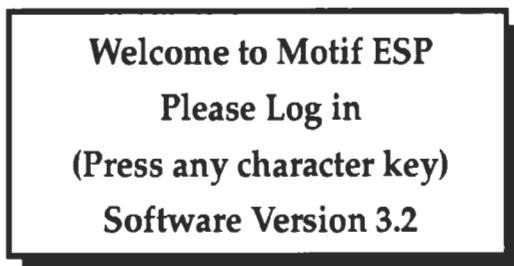 Welcome to Motif ESP
Please Log in
(Press any character key)
Software Version 3.2